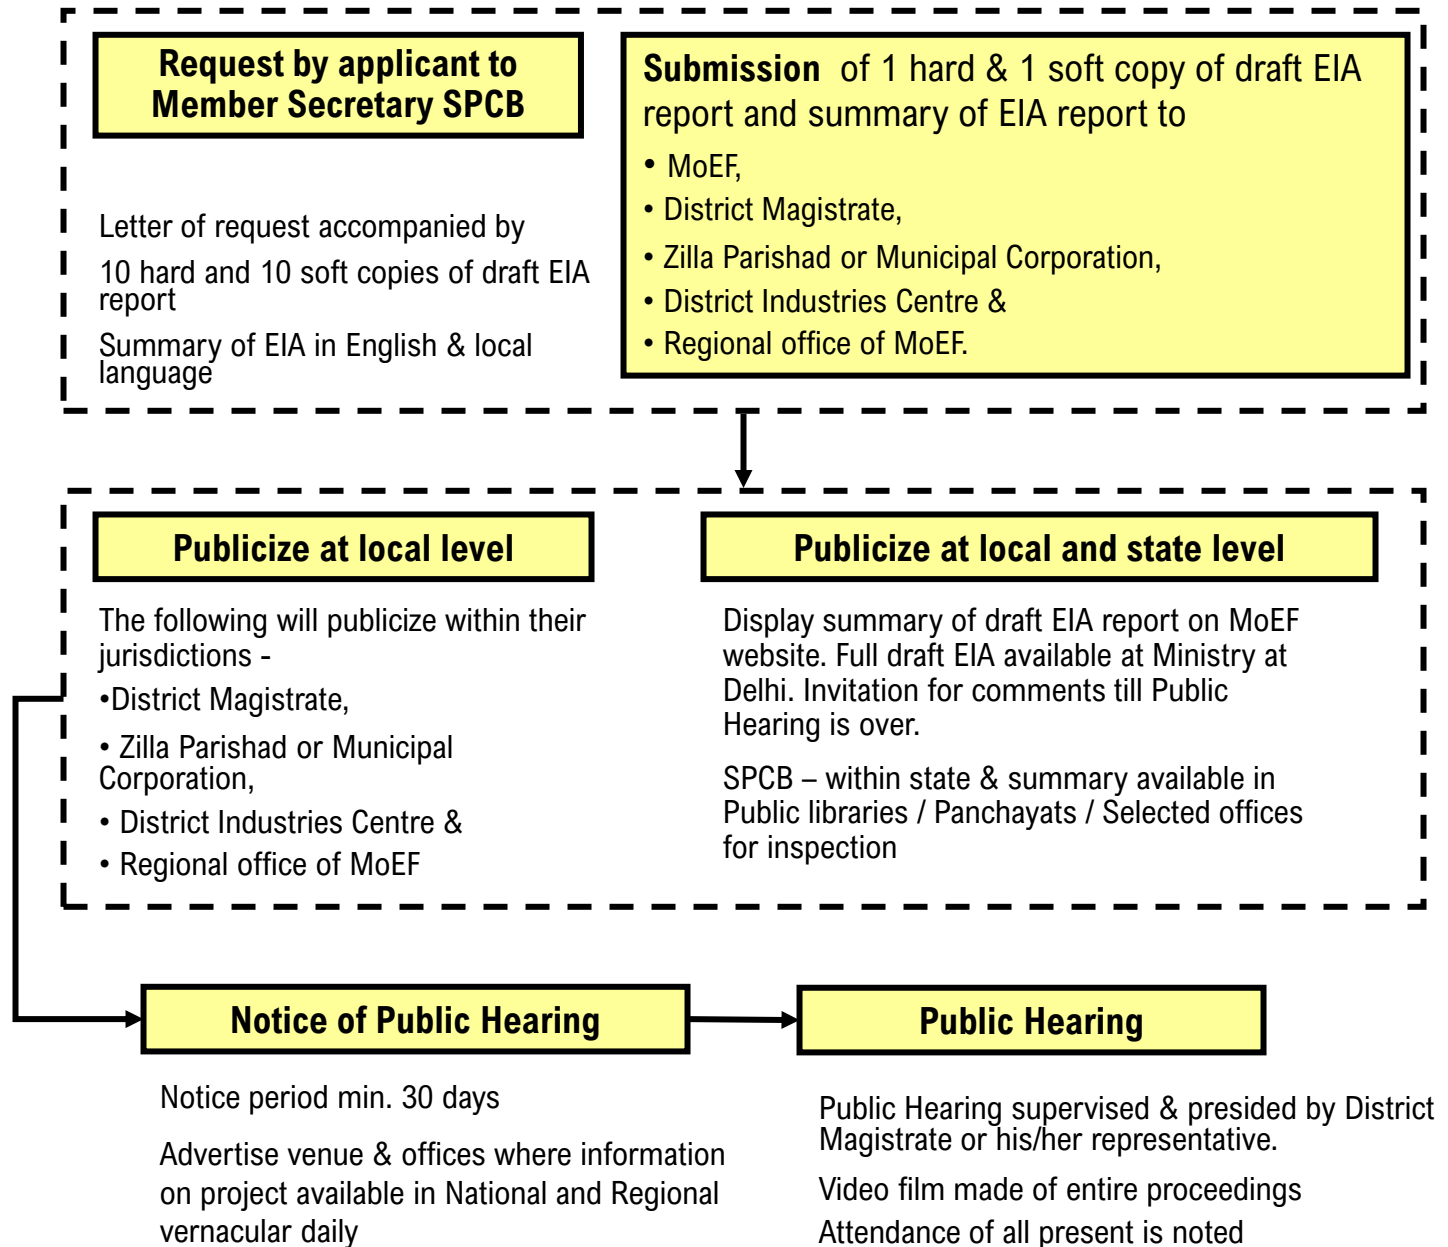 Request by applicant to
Member Secretary SPCB
Letter of request accompanied by
10 hard and 10 soft copies of draft EIA
report
Summary of EIA in English & local
language
Submission of 1 hard & 1 soft copy of draft EIA
report and summary of EIA report to
• MoEF,
• District Magistrate,
• Zilla Parishad or Municipal Corporation,
• District Industries Centre &
• Regional office of MoEF.
Publicize at local level
The following will publicize within their
jurisdictions -
•District Magistrate,
• Zilla Parishad or Municipal
Corporation,
• District Industries Centre &
• Regional office of MoEF
Publicize at local and state level
Display summary of draft EIA report on MoEF
website. Full draft EIA available at Ministry at
Delhi. Invitation for comments till Public
Hearing is over.
SPCB – within state & summary available in
Public libraries / Panchayats / Selected offices
for inspection
Notice of Public Hearing
Notice period min. 30 days
Advertise venue & offices where information
on project available in National and Regional
vernacular daily
Public Hearing
Public Hearing supervised & presided by District
Magistrate or his/her representative.
Video film made of entire proceedings
Attendance of all present is noted